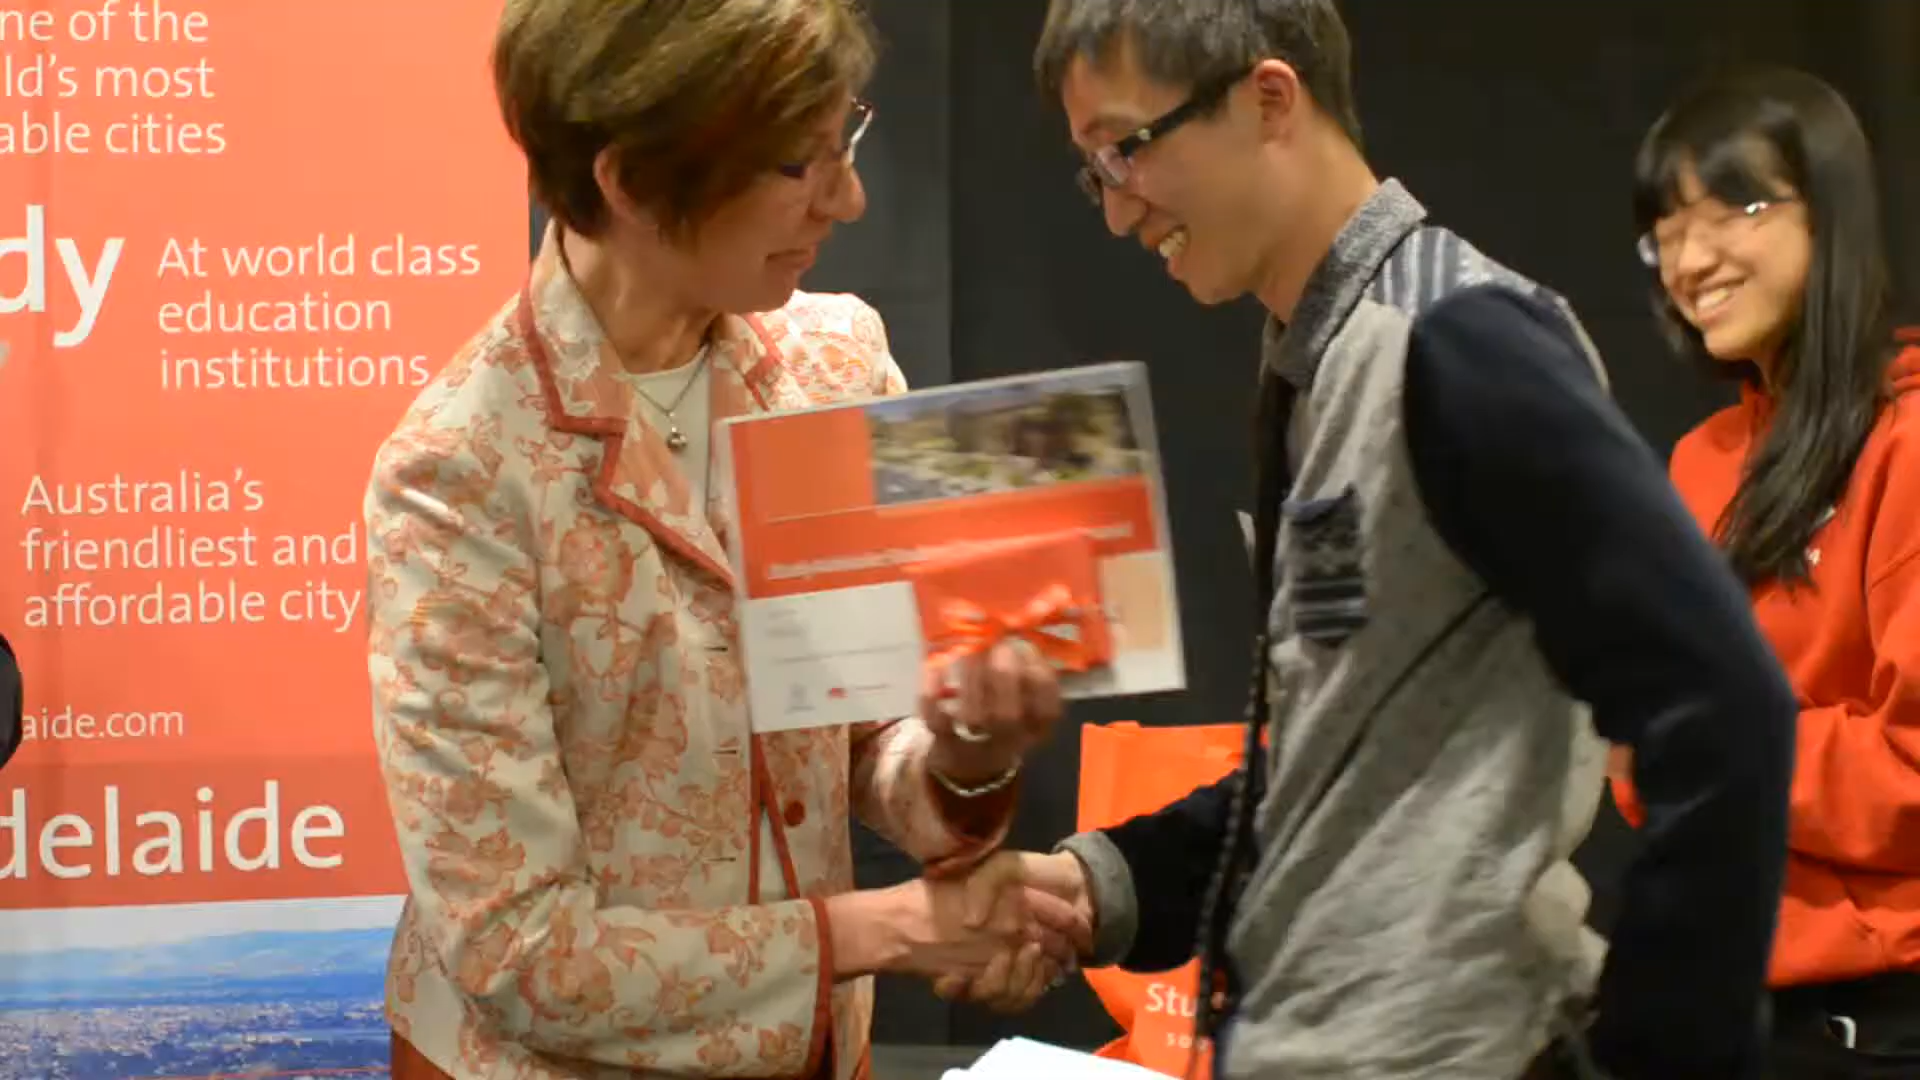 ne of the
ld's most
able cities
dy
At world class
education
institutions
Australia's
friendliest and
affordable city
aide.com
delaide
Stu